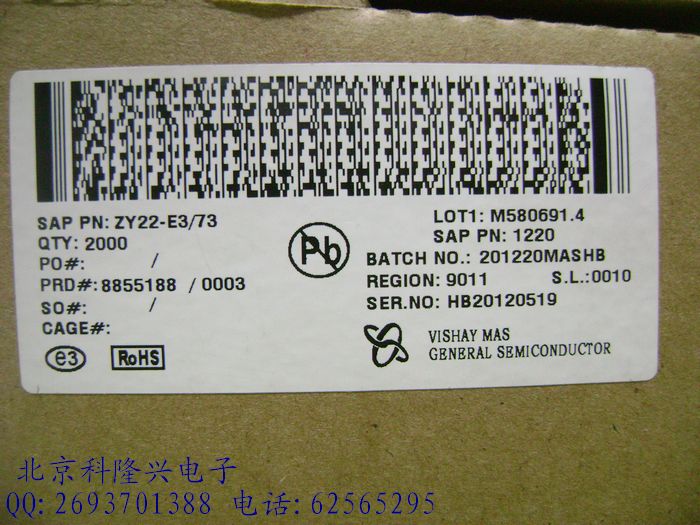 SAP PN: ZY22-E3/73
QTY: 2000
PO#: /
PRD#: 8855188 / 0003
SO#: /
CAGE#:
e3 RoHS
Pb
LOT1: M580691.4
SAP PN: 1220
BATCH NO.: 201220MASHB
REGION: 9011 S.L.:0010
SER.NO: HB20120519
VISHAY MAS
GENERAL SEMICONDUCTOR
北京科隆兴电子
QQ: 2693701388 电话: 62565295